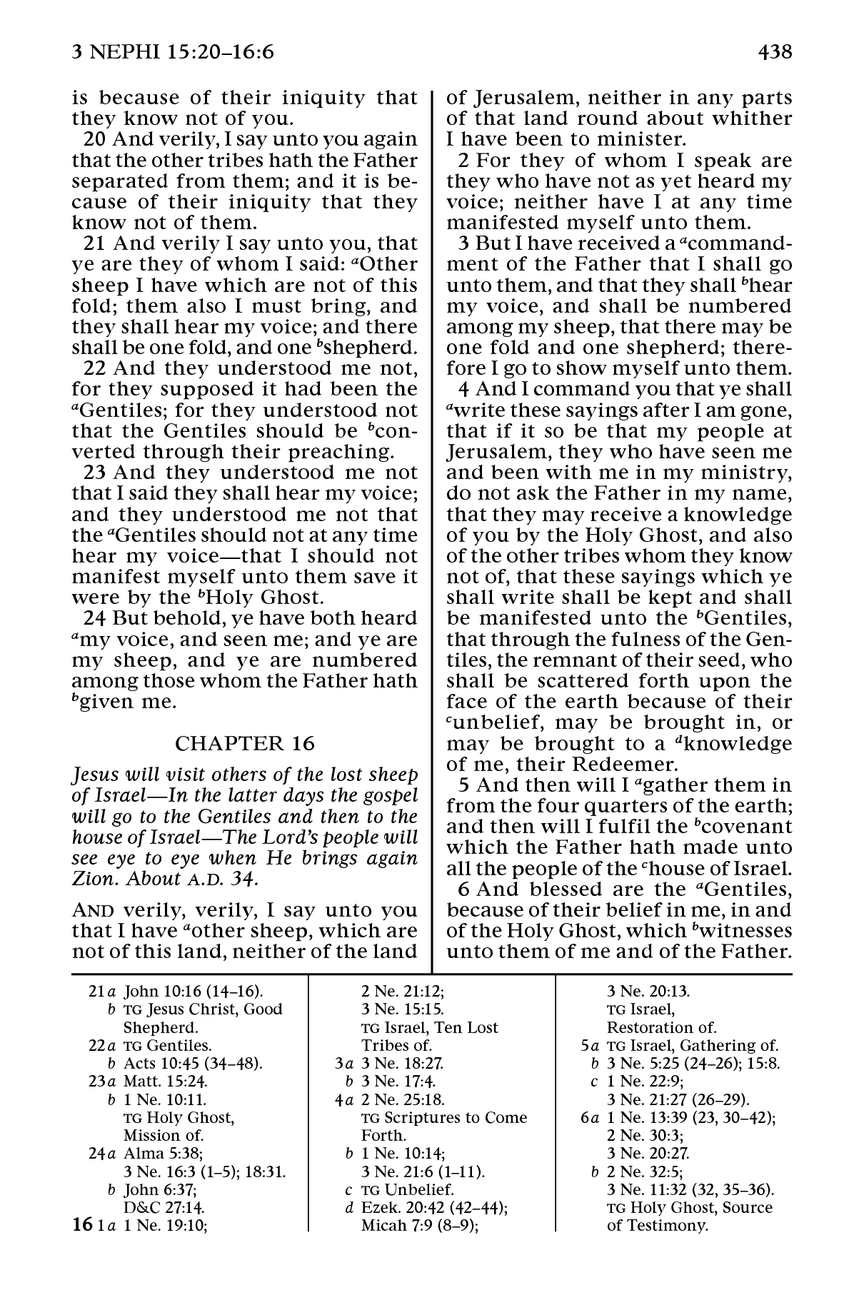 3 NEPHI 15:20–16:6 438
is because of their iniquity that
they know not of you.
20 And verily, I say unto you again
that the other tribes hath the Father
separated from them; and it is be-
cause of their iniquity that they
know not of them.
21 And verily I say unto you, that
ye are they of whom I said: aOther
sheep I have which are not of this
fold; them also I must bring, and
they shall hear my voice; and there
shall be one fold, and one bshepherd.
22 And they understood me not,
for they supposed it had been the
aGentiles; for they understood not
that the Gentiles should be bcon-
verted through their preaching.
23 And they understood me not
that I said they shall hear my voice;
and they understood me not that
the aGentiles should not at any time
hear my voice—that I should not
manifest myself unto them save it
were by the bHoly Ghost.
24 But behold, ye have both heard
amy voice, and seen me; and ye are
my sheep, and ye are numbered
among those whom the Father hath
bgiven me.
CHAPTER 16
Jesus will visit others of the lost sheep
of Israel—In the latter days the gospel
will go to the Gentiles and then to the
house of Israel—The Lord’s people will
see eye to eye when He brings again
Zion. About A.D. 34.
AND verily, verily, I say unto you
that I have aother sheep, which are
not of this land, neither of the land
of Jerusalem, neither in any parts
of that land round about whither
I have been to minister.
2 For they of whom I speak are
they who have not as yet heard my
voice; neither have I at any time
manifested myself unto them.
3 But I have received a acommand-
ment of the Father that I shall go
unto them, and that they shall bhear
my voice, and shall be numbered
among my sheep, that there may be
one fold and one shepherd; there-
fore I go to show myself unto them.
4 And I command you that ye shall
awrite these sayings after I am gone,
that if it so be that my people at
Jerusalem, they who have seen me
and been with me in my ministry,
do not ask the Father in my name,
that they may receive a knowledge
of you by the Holy Ghost, and also
of the other tribes whom they know
not of, that these sayings which ye
shall write shall be kept and shall
be manifested unto the bGentiles,
that through the fulness of the Gen-
tiles, the remnant of their seed, who
shall be scattered forth upon the
face of the earth because of their
cunbelief, may be brought in, or
may be brought to a dknowledge
of me, their Redeemer.
5 And then will I agather them in
from the four quarters of the earth;
and then will I fulfil the bcovenant
which the Father hath made unto
all the people of the chouse of Israel.
6 And blessed are the aGentiles,
because of their belief in me, in and
of the Holy Ghost, which bwitnesses
unto them of me and of the Father.
21a John 10:16 (14–16).
b TG Jesus Christ, Good
Shepherd.
22a TG Gentiles.
b Acts 10:45 (34–48).
23a Matt. 15:24.
b 1 Ne. 10:11.
TG Holy Ghost,
Mission of.
24a Alma 5:38;
3 Ne. 16:3 (1–5); 18:31.
b John 6:37;
D&C 27:14.
16 1a 1 Ne. 19:10;
2 Ne. 21:12;
3 Ne. 15:15.
TG Israel, Ten Lost
Tribes of.
3a 3 Ne. 18:27.
b 3 Ne. 17:4.
4a 2 Ne. 25:18.
TG Scriptures to Come
Forth.
b 1 Ne. 10:14;
3 Ne. 21:6 (1–11).
c TG Unbelief.
d Ezek. 20:42 (42–44);
Micah 7:9 (8–9);
3 Ne. 20:13.
TG Israel,
Restoration of.
5a TG Israel, Gathering of.
b 3 Ne. 5:25 (24–26); 15:8.
c 1 Ne. 22:9;
3 Ne. 21:27 (26–29).
6a 1 Ne. 13:39 (23, 30–42);
2 Ne. 30:3;
3 Ne. 20:27.
b 2 Ne. 32:5;
3 Ne. 11:32 (32, 35–36).
TG Holy Ghost, Source
of Testimony.